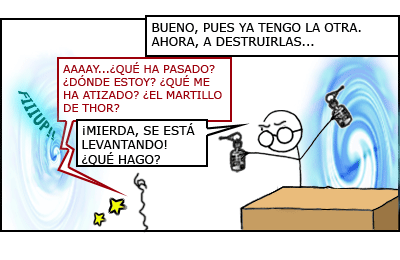 BUENO, PUES YA TENGO LA OTRA.
AHORA, A DESTRUIRLAS...
AAAAY...¿QUÉ HA PASADO?
¿DÓNDE ESTOY? ¿QUÉ ME
HA ATIZADO? ¿EL MARTILLO
DE THOR?
FIIIUP!!
¡MIERDA, SE ESTÁ
LEVANTANDO!
¿QUÉ HAGO?